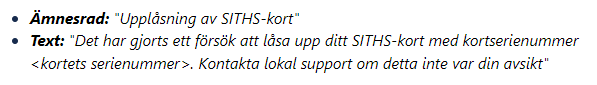 • Ämnesrad: "Upplåsning av SITHS-kort"
• Text: "Det har gjorts ett försök att låsa upp ditt SITHS-kort med kortserienummer
<kortets serienummer>. Kontakta lokal support om detta inte var din avsikt"